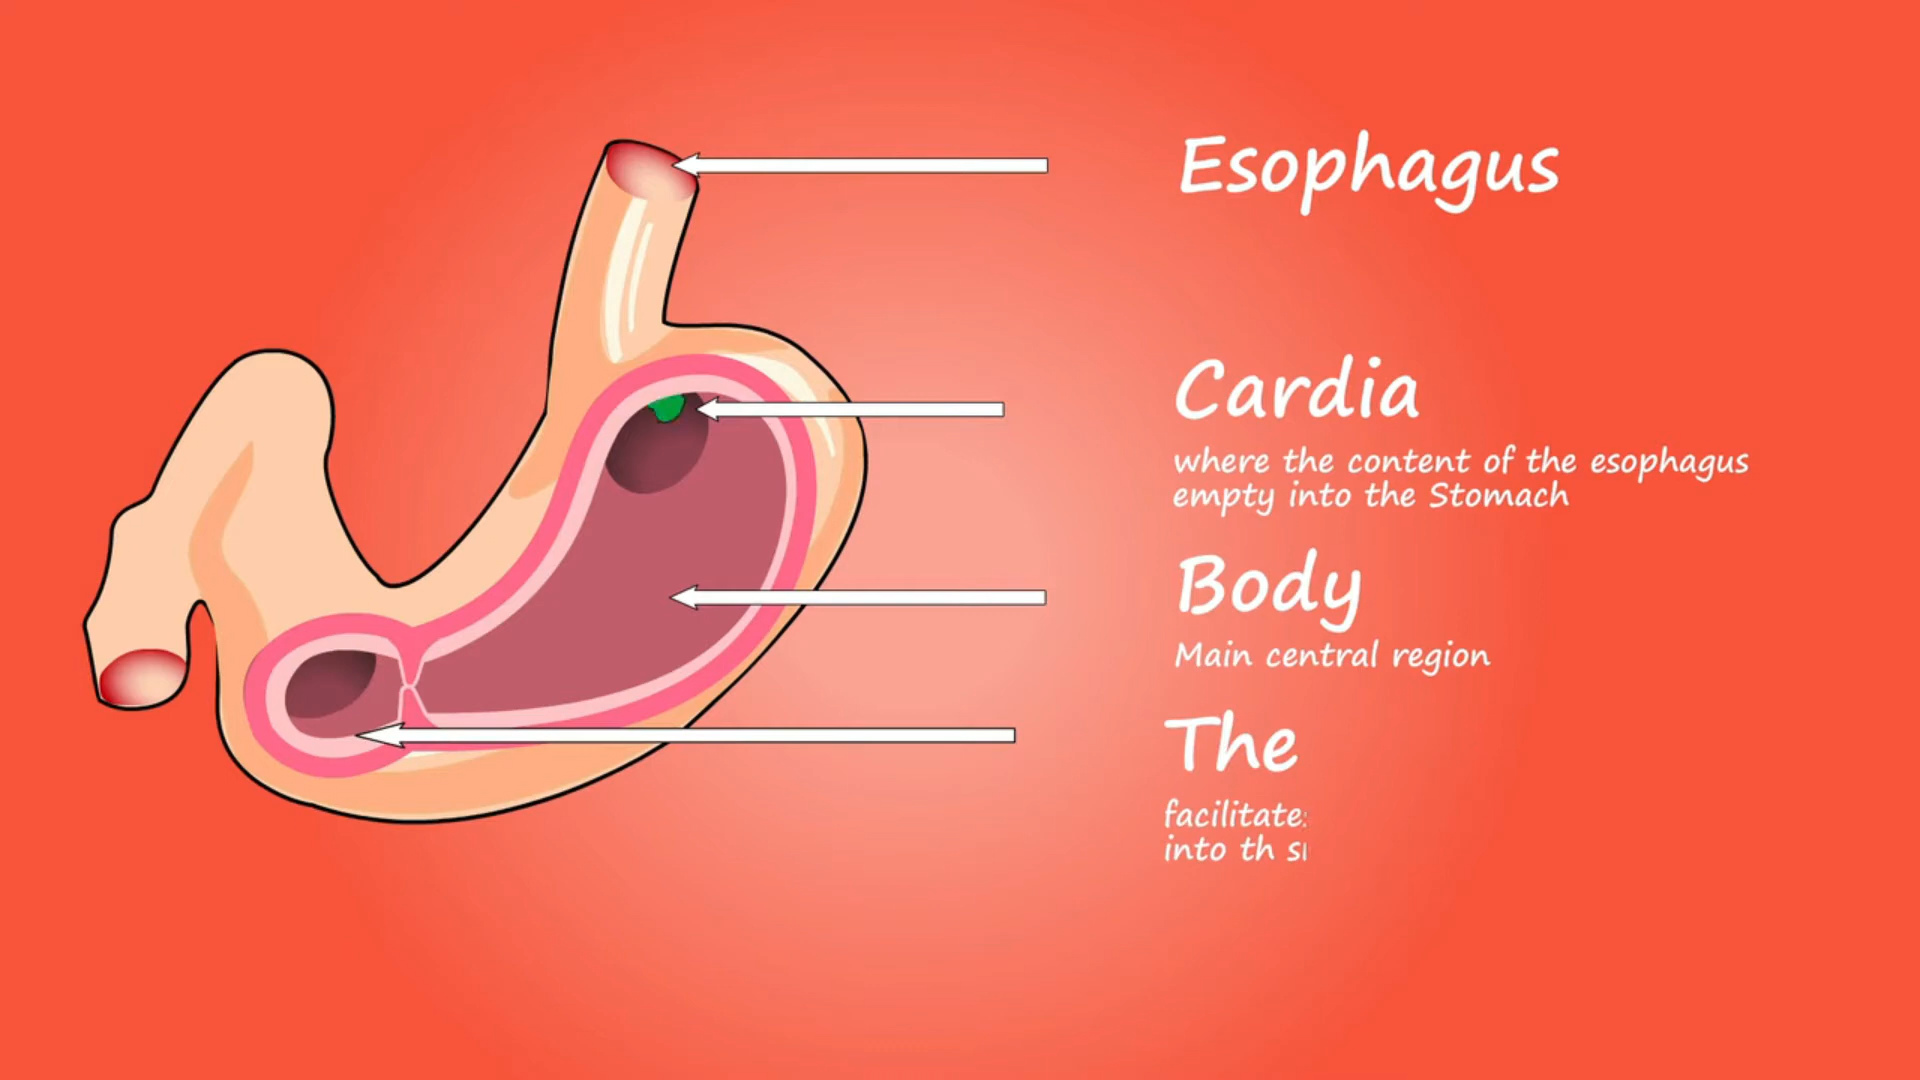 Esophagus
Cardia
where the content of the esophagus
empty into the Stomach
Body
Main central region
The
facilitate
into th